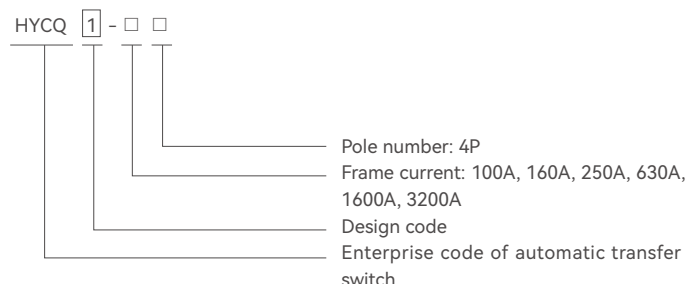 HYCQ 1 - □ □
Pole number: 4P
Frame current: 100A, 160A, 250A, 630A,
1600A, 3200A
Design code
Enterprise code of automatic transfer
switch